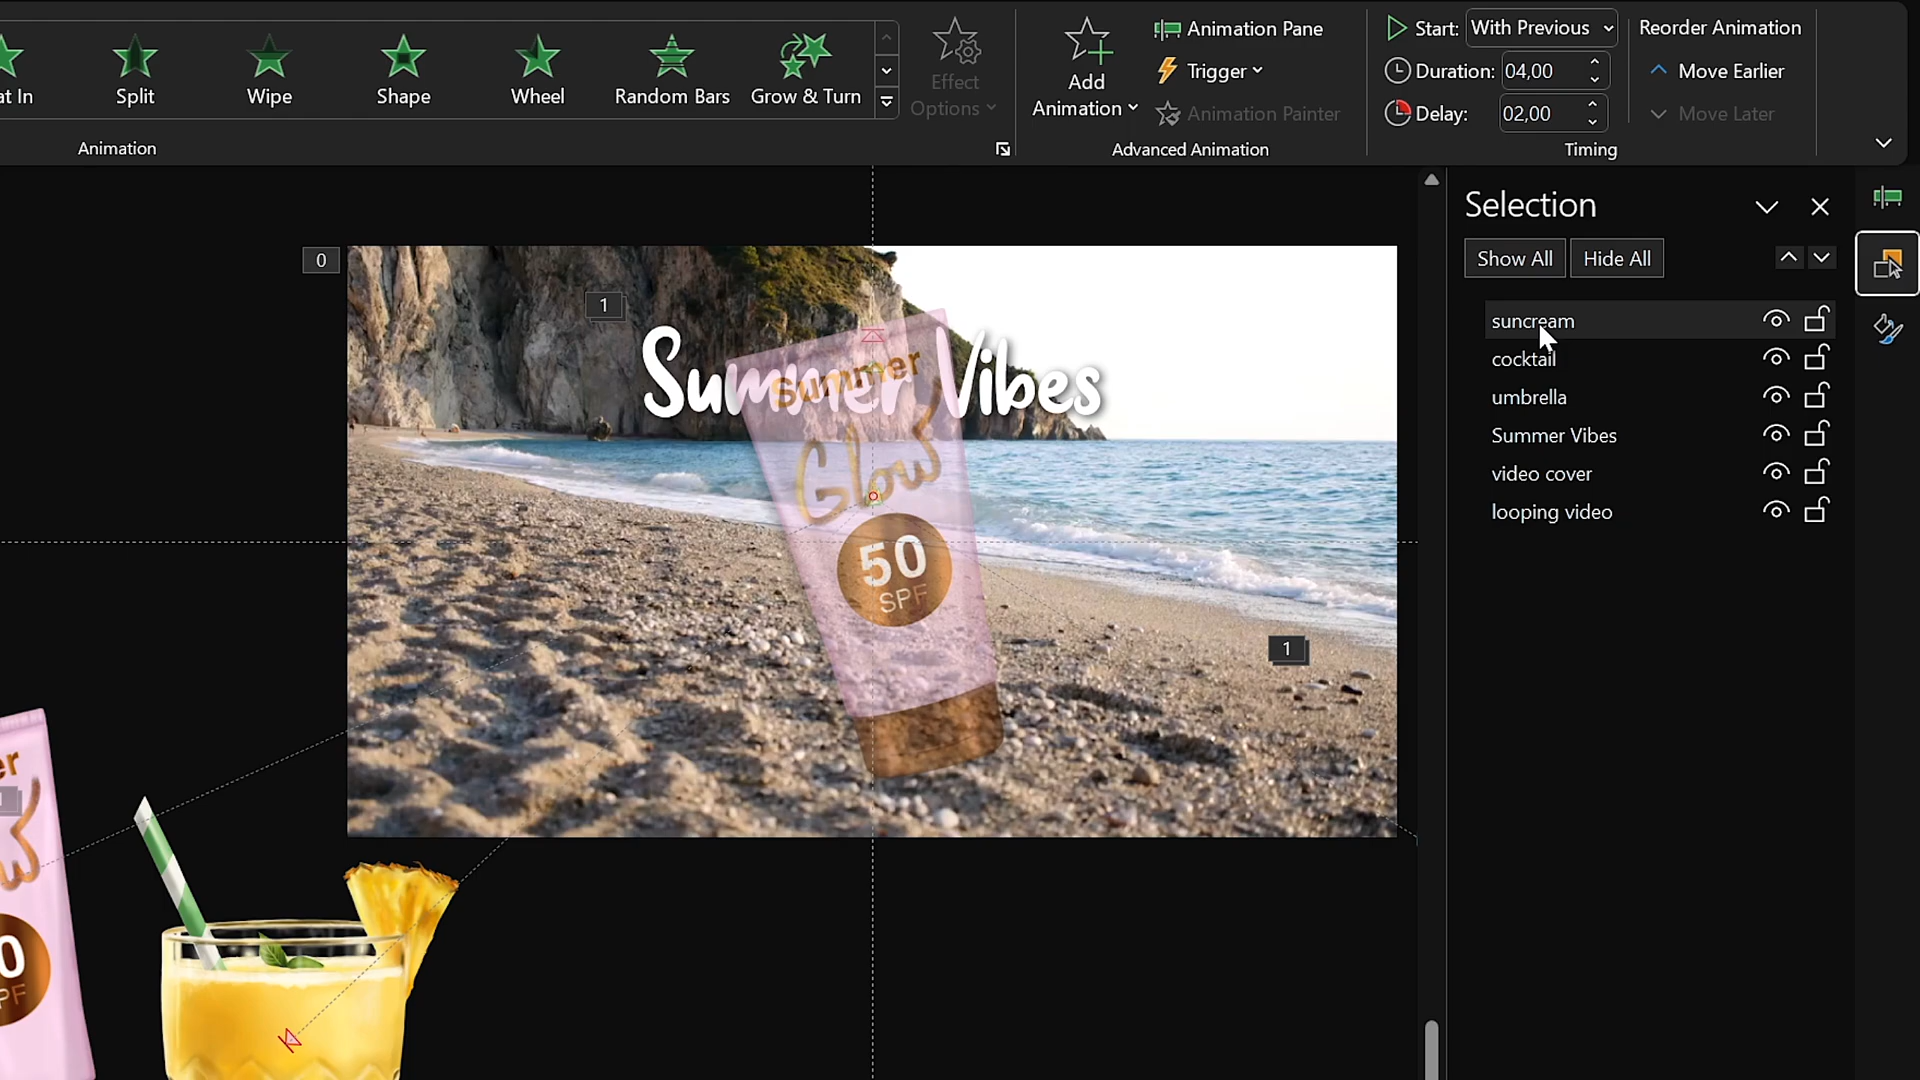 at In
Split
Wipe
Shape
Wheel
Random Bars
Grow & Turn
Effect
Options
Add
Animation
Animation Pane
Trigger
Animation Painter
Start: With Previous
Duration: 04,00
Delay: 02,00
Reorder Animation
Move Earlier
Move Later
Animation
Advanced Animation
Timing
Selection
Show All
Hide All
suncream
cocktail
umbrella
Summer Vibes
video cover
looping video
0
1
Summer Vibes
Summer
Glow
50
SPF
1
er
w
0
PF